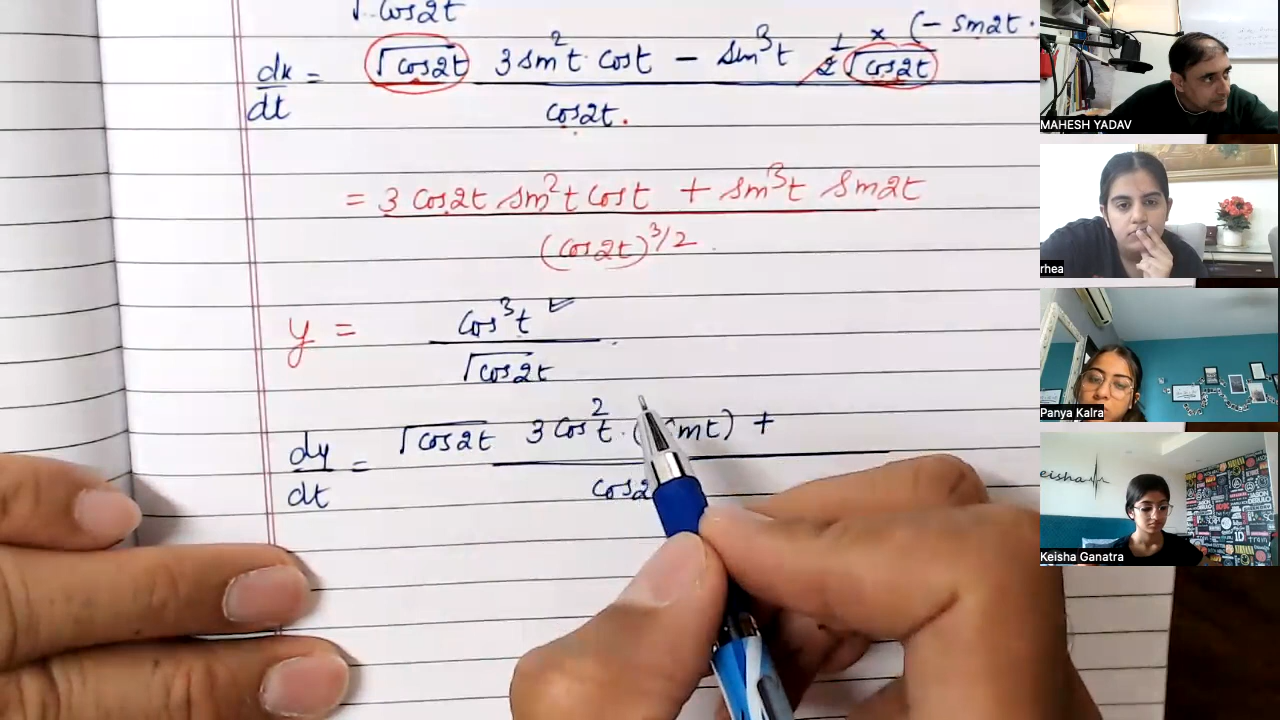 √cos2t
dx/dt = √cos2t 3sin²t · cost − sin³t 1/2√cos2t × (−sin2t ·
cos2t.
= 3 cos2t sin²t cost + sin³t sin2t
(cos2t)^3/2.
y = cos³t
√cos2t
dy/dt = √cos2t 3cos²t · ( mt) +
cos2
MAHESH YADAV
rhea
Panya Kalra
keisha
Keisha Ganatra